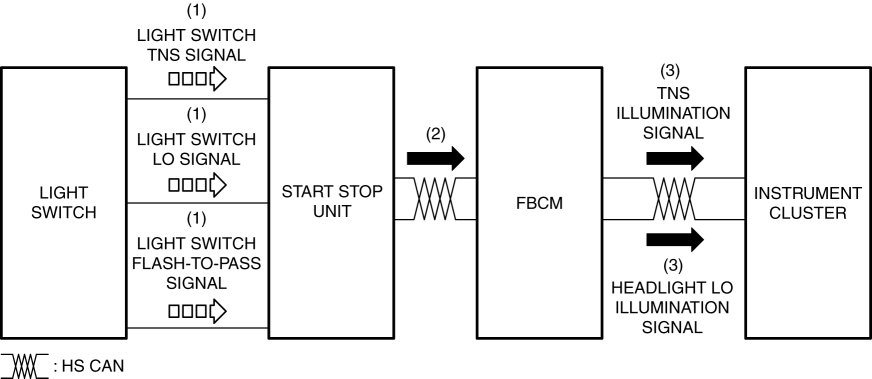 (1)
LIGHT SWITCH
TNS SIGNAL
(1)
LIGHT SWITCH
LO SIGNAL
(1)
LIGHT SWITCH
FLASH-TO-PASS
SIGNAL
LIGHT
SWITCH
START STOP
UNIT
(2)
FBCM
(3)
TNS
ILLUMINATION
SIGNAL
(3)
HEADLIGHT LO
ILLUMINATION
SIGNAL
INSTRUMENT
CLUSTER
: HS CAN